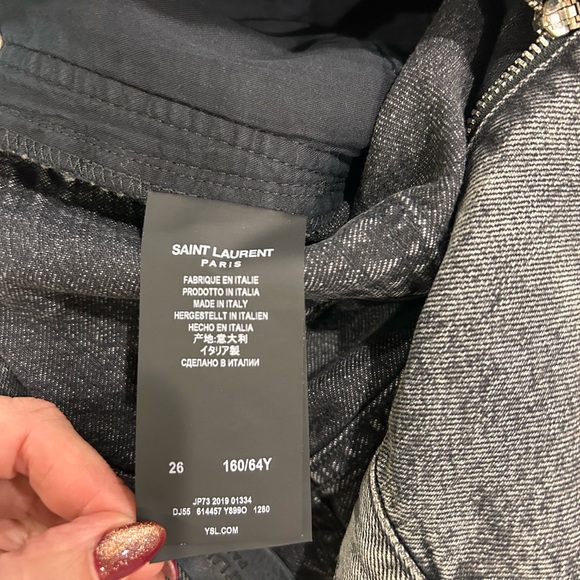 SAINT LAURENT
PARIS
FABRIQUE EN ITALIE
PRODOTTO IN ITALIA
MADE IN ITALY
HERGESTELLT IN ITALIEN
HECHO EN ITALIA
产地:意大利
イタリア製
СДЕЛАНО В ИТАЛИИ
26 160/64Y
JP73 2019 01334
DJ55 614457 Y899O 1280
YSL.COM